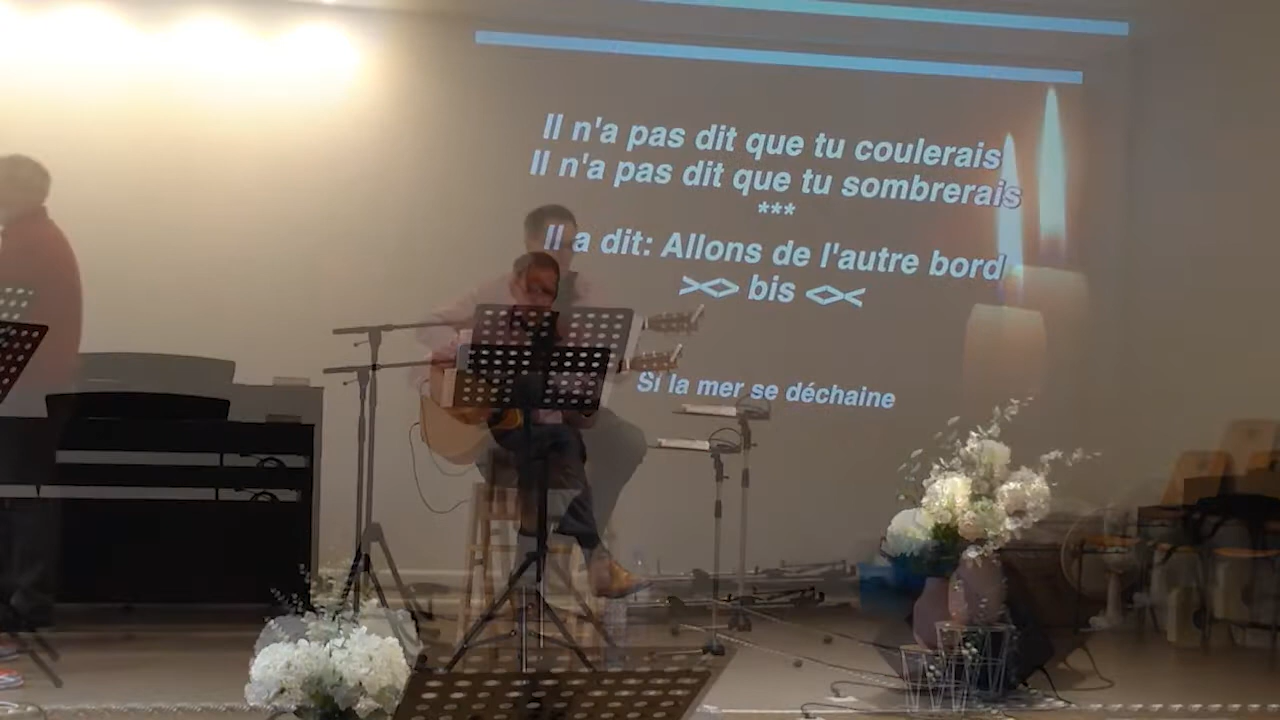 Il n'a pas dit que tu coulerais
Il n'a pas dit que tu sombrerais
***
Il a dit: Allons de l'autre bord
>< >< bis <> <
Si la mer se déchaine